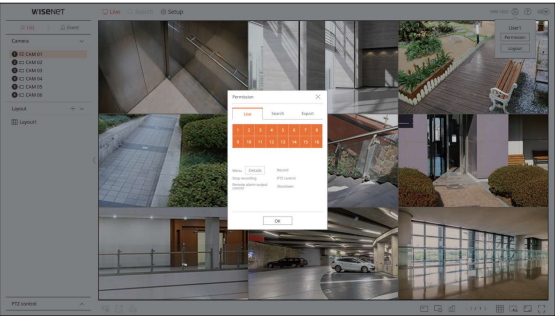 WISENET
Live
Search
Setup
List
Event
Camera
CAM 01
CAM 02
CAM 03
CAM 04
CAM 05
CAM 06
Layout
Layout1
PTZ control
User1
Permission
Logout
Permission
Live Search Export
1 2 3 4 5 6 7 8
9 10 11 12 13 14 15 16
Menu Details Record
Stop recording PTZ control
Remote alarm output Shutdown
control
OK